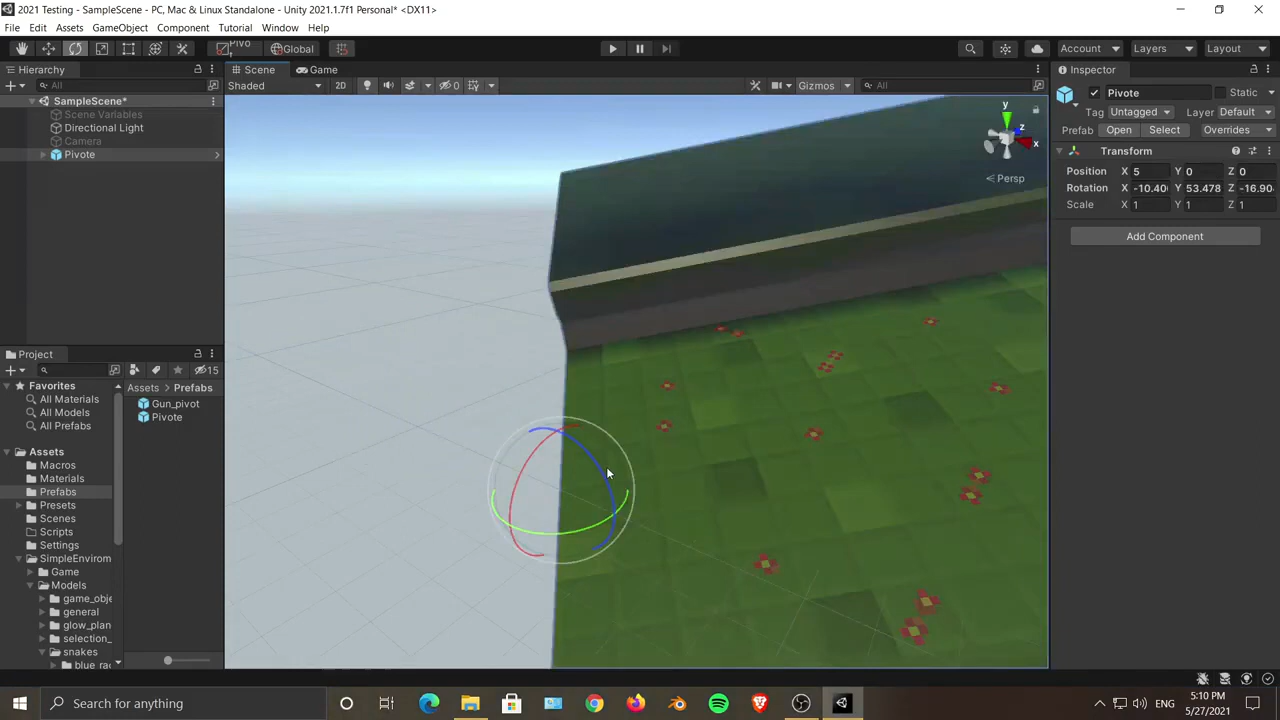 2021 Testing - SampleScene - PC, Mac & Linux Standalone - Unity 2021.1.7f1 Personal* <DX11>
File Edit Assets GameObject Component Tutorial Window Help
Pivo Global Account Layers Layout
Hierarchy
All
SampleScene*
Scene Variables
Directional Light
Camera
Pivote
Project
15
Favorites
All Materials
All Models
All Prefabs
Assets
Macros
Materials
Prefabs
Presets
Scenes
Scripts
Settings
SimpleEnvirom
Game
Models
game_obje
general
glow_plan
selection_
snakes
blue_ra
Assets Prefabs
Gun_pivot
Pivote
Scene Game
Shaded 2D 0 Gizmos All
y
z
x
Persp
Inspector
Pivote Static
Tag Untagged Layer Default
Prefab Open Select Overrides
Transform
Position X 5 Y 0 Z 0
Rotation X -10.40 Y 53.478 Z -16.90
Scale X 1 Y 1 Z 1
Add Component
Search for anything
ENG
5:10 PM
5/27/2021